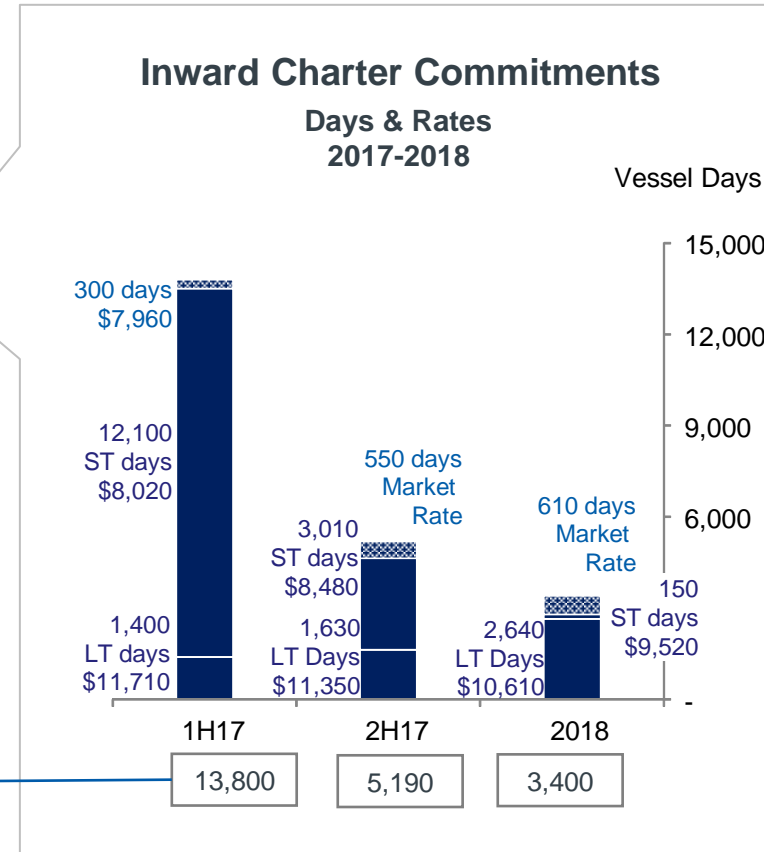 Inward Charter Commitments
Days & Rates
2017-2018
Vessel Days
15,000
12,000
9,000
6,000
-
300 days
$7,960
12,100
ST days
$8,020
1,400
LT days
$11,710
550 days
Market
Rate
3,010
ST days
$8,480
1,630
LT Days
$11,350
610 days
Market
Rate
150
ST days
$9,520
2,640
LT Days
$10,610
1H17
2H17
2018
13,800
5,190
3,400